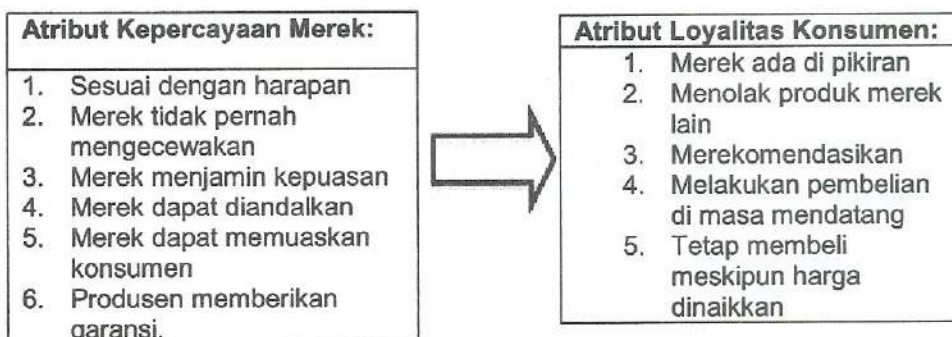 Atribut Kepercayaan Merek:
1. Sesuai dengan harapan
2. Merek tidak pernah
mengecewakan
3. Merek menjamin kepuasan
4. Merek dapat diandalkan
5. Merek dapat memuaskan
konsumen
6. Produsen memberikan
garansi.
Atribut Loyalitas Konsumen:
1. Merek ada di pikiran
2. Menolak produk merek
lain
3. Merekomendasikan
4. Melakukan pembelian
di masa mendatang
5. Tetap membeli
meskipun harga
dinaikkan